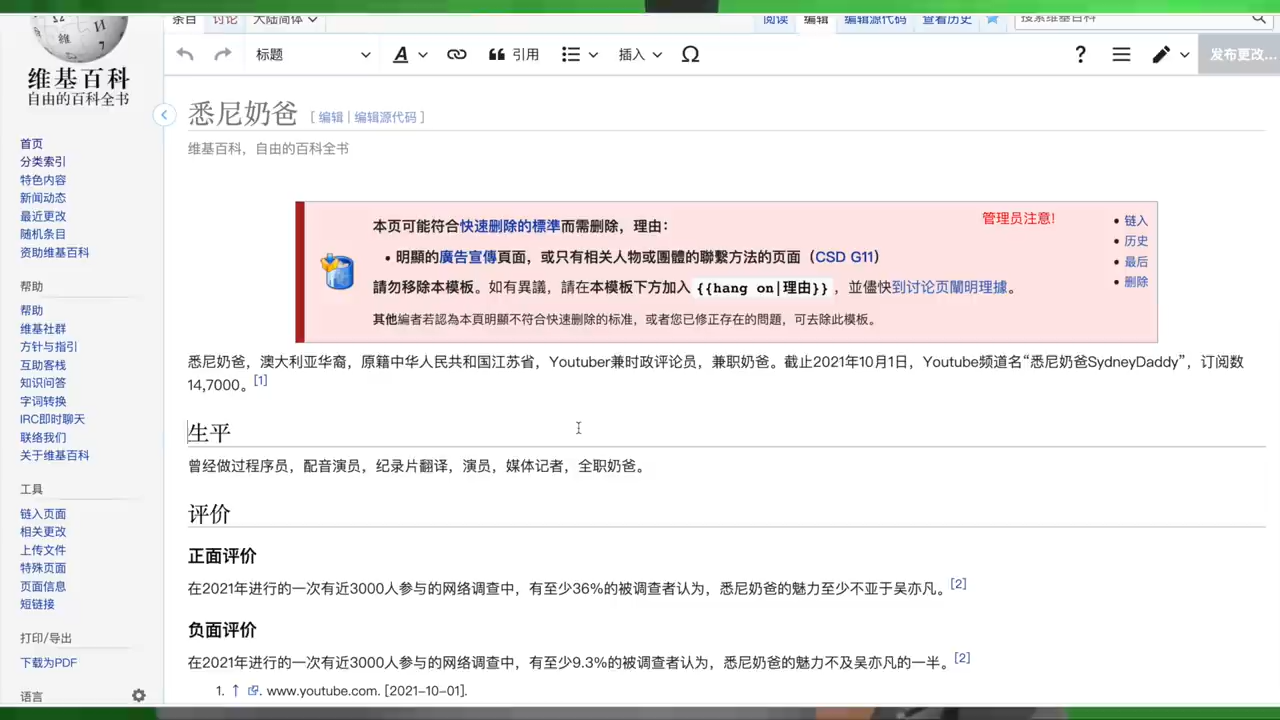 条目 讨论 大陆简体
阅读 编辑 编辑源代码 查看历史 搜索维基百科
标题 A 引用 插入 Ω ? 发布更改...
维基百科
自由的百科全书
首页
分类索引
特色内容
新闻动态
最近更改
随机条目
资助维基百科
帮助
帮助
维基社群
方针与指引
互助客栈
知识问答
字词转换
IRC即时聊天
联络我们
关于维基百科
工具
链入页面
相关更改
上传文件
特殊页面
页面信息
短链接
打印/导出
下载为PDF
语言
悉尼奶爸 [ 编辑 | 编辑源代码 ]
维基百科，自由的百科全书
本页可能符合快速删除的標準而需删除，理由：
• 明顯的廣告宣傳頁面，或只有相关人物或團體的聯繫方法的页面（CSD G11）
請勿移除本模板。如有異議，請在本模板下方加入 {{hang on|理由}} ，並儘快到讨论页闡明理據。
其他編者若認為本頁明顯不符合快速删除的标准，或者您已修正存在的問題，可去除此模板。
管理员注意!
• 链入
• 历史
• 最后
• 删除
悉尼奶爸，澳大利亚华裔，原籍中华人民共和国江苏省，Youtuber兼时政评论员，兼职奶爸。截止2021年10月1日，Youtube频道名“悉尼奶爸SydneyDaddy”，订阅数
14,7000。[1]
生平
曾经做过程序员，配音演员，纪录片翻译，演员，媒体记者，全职奶爸。
评价
正面评价
在2021年进行的一次有近3000人参与的网络调查中，有至少36%的被调查者认为，悉尼奶爸的魅力至少不亚于吴亦凡。[2]
负面评价
在2021年进行的一次有近3000人参与的网络调查中，有至少9.3%的被调查者认为，悉尼奶爸的魅力不及吴亦凡的一半。[2]
1. ↑ . www.youtube.com. [2021-10-01].